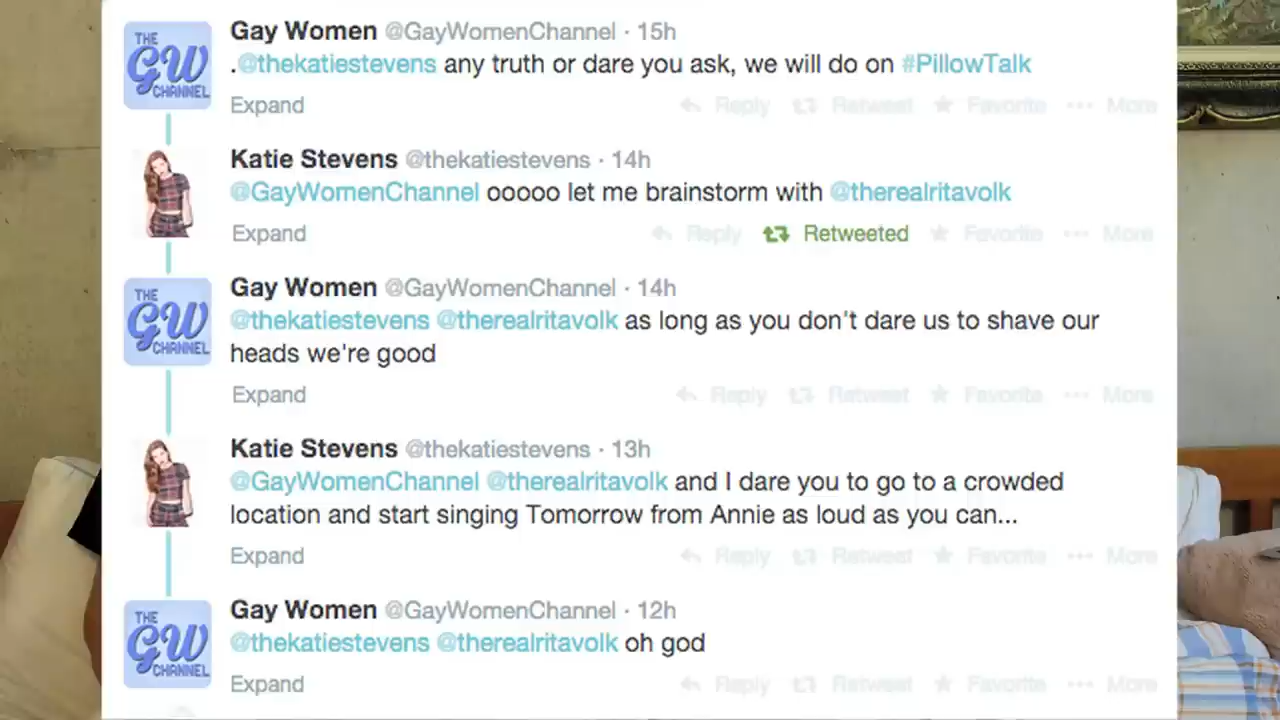 Gay Women @GayWomenChannel · 15h
.@thekatiestevens any truth or dare you ask, we will do on #PillowTalk
Expand Reply Retweet Favorite More
Katie Stevens @thekatiestevens · 14h
@GayWomenChannel ooooo let me brainstorm with @therealritavolk
Expand Reply Retweeted Favorite More
Gay Women @GayWomenChannel · 14h
@thekatiestevens @therealritavolk as long as you don't dare us to shave our
heads we're good
Expand Reply Retweet Favorite More
Katie Stevens @thekatiestevens · 13h
@GayWomenChannel @therealritavolk and I dare you to go to a crowded
location and start singing Tomorrow from Annie as loud as you can...
Expand Reply Retweet Favorite More
Gay Women @GayWomenChannel · 12h
@thekatiestevens @therealritavolk oh god
Expand Reply Retweet Favorite More
THE
GW
CHANNEL
THE
GW
CHANNEL
THE
GW
CHANNEL